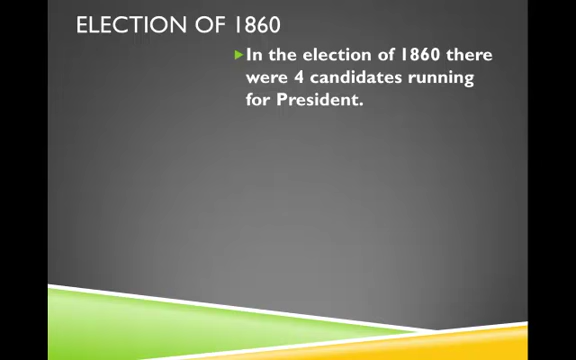 ELECTION OF 1860
In the election of 1860 there
were 4 candidates running
for President.